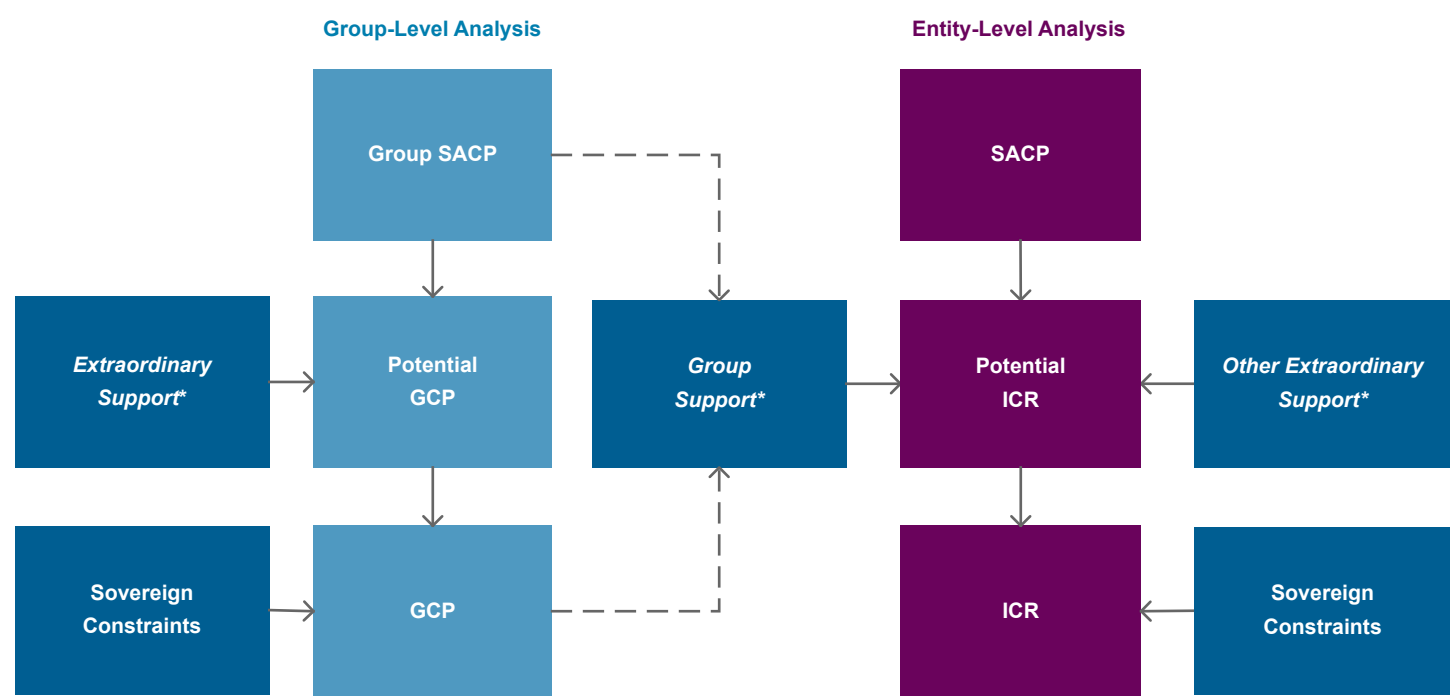 Group-Level Analysis
Entity-Level Analysis
Group SACP
SACP
Extraordinary
Support*
Potential
GCP
Group
Support*
Potential
ICR
Other Extraordinary
Support*
Sovereign
Constraints
GCP
ICR
Sovereign
Constraints